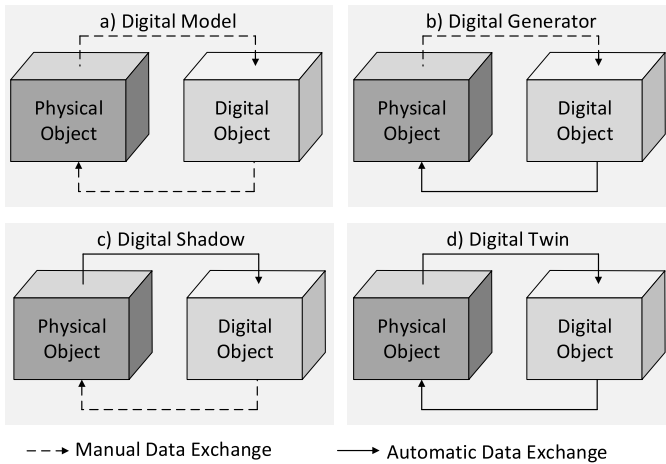 a) Digital Model
Physical
Object
Digital
Object
b) Digital Generator
Physical
Object
Digital
Object
c) Digital Shadow
Physical
Object
Digital
Object
d) Digital Twin
Physical
Object
Digital
Object
Manual Data Exchange
Automatic Data Exchange